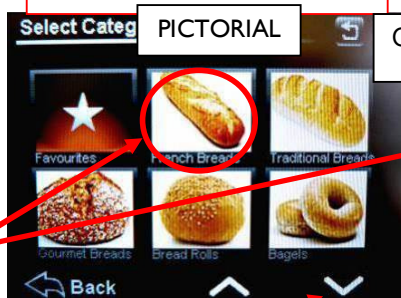 Select Categ
PICTORIAL
Favourites
French Breads
Traditional Breads
Gourmet Breads
Bread Rolls
Bagels
Back